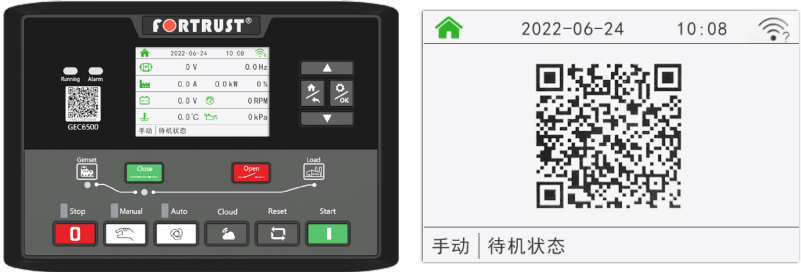 FORTRUST®
2022-06-24 10:08
0 V 0.0 Hz
0.0 A 0.0 kW 0 %
0.0 V 0 RPM
0.0℃ 0 kPa
手动 待机状态
Running Alarm
GEC6500
OK
Genset
Close
Open
Load
Stop Manual Auto Cloud Reset Start
0 I
2022-06-24 10:08 ?
手动 待机状态